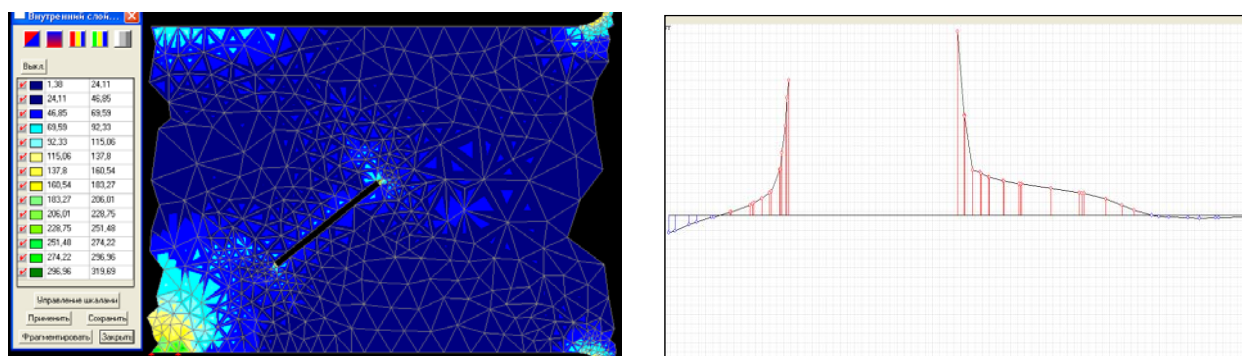 Внутренний слой...
Выкл.
1,38 24,11
24,11 46,85
46,85 69,59
69,59 92,33
92,33 115,06
115,06 137,8
137,8 160,54
160,54 183,27
183,27 206,01
206,01 228,75
228,75 251,48
251,48 274,22
274,22 296,96
296,96 319,69
Управление шкалами
Применить Сохранить
Фрагментировать Закрыть